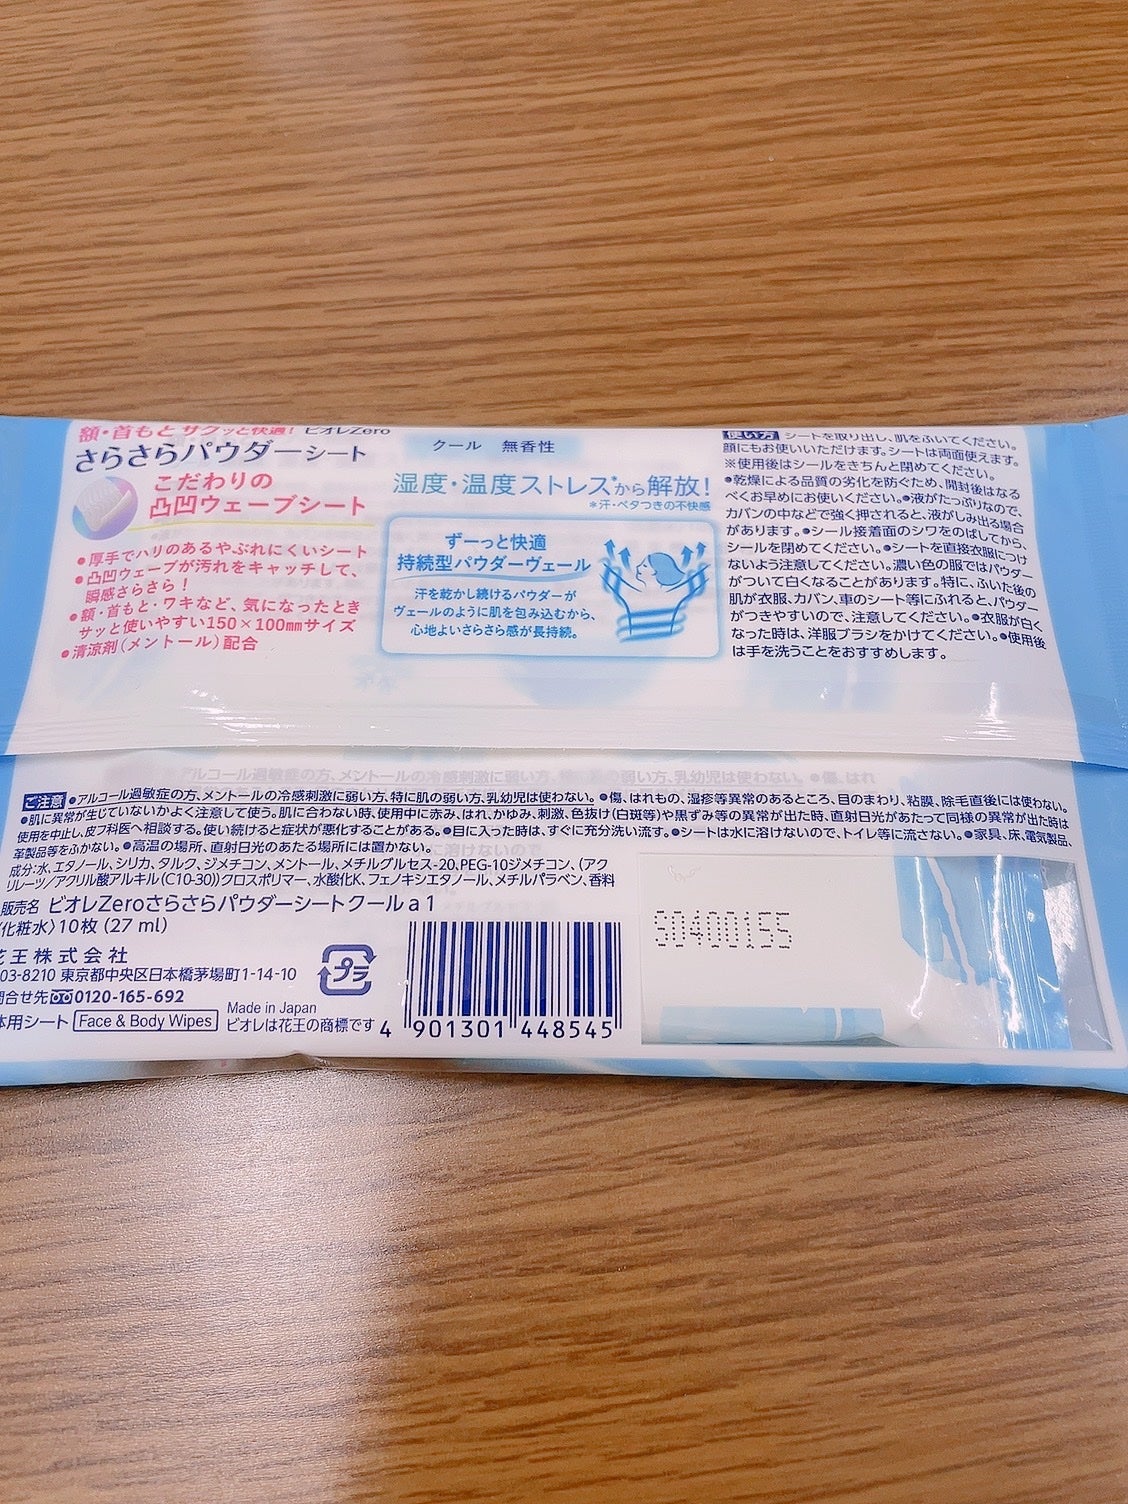 額・首もと サクッと快適！ビオレZero
さらさらパウダーシート
こだわりの
凸凹ウェーブシート
●厚手でハリのあるやぶれにくいシート
●凸凹ウェーブが汚れをキャッチして、
瞬感さらさら！
●額・首もと・ワキなど、気になったとき
サッと使いやすい150×100mmサイズ
●清涼剤（メントール）配合
クール 無香性
湿度・温度ストレス*から解放！
*汗・ベタつきの不快感
ずーっと快適
持続型パウダーヴェール
汗を乾かし続けるパウダーが
ヴェールのように肌を包み込むから、
心地よいさらさら感が長持続。
使い方 シートを取り出し、肌をふいてください。
顔にもお使いいただけます。シートは両面使えます。
※使用後はシールをきちんと閉めてください。
●乾燥による品質の劣化を防ぐため、開封後はなる
べくお早めにお使いください。●液がたっぷりなので、
カバンの中などで強く押されると、液がしみ出る場合
があります。●シール接着面のシワをのばしてから、
シールを閉めてください。●シートを直接衣服につけ
ないよう注意してください。濃い色の服ではパウダー
がついて白くなることがあります。特に、ふいた後の
肌が衣服、カバン、車のシート等にふれると、パウダー
がつきやすいので、注意してください。●衣服が白く
なった時は、洋服ブラシをかけてください。●使用後
は手を洗うことをおすすめします。
ご注意 ●アルコール過敏症の方、メントールの冷感刺激に弱い方、特に肌の弱い方、乳幼児は使わない。●傷、はれもの、湿疹等異常のあるところ、目のまわり、粘膜、除毛直後には使わない。
●肌に異常が生じていないかよく注意して使う。肌に合わない時、使用中に赤み、はれ、かゆみ、刺激、色抜け（白斑等）や黒ずみ等の異常が出た時、直射日光があたって同様の異常が出た時は
使用を中止し、皮フ科医へ相談する。使い続けると症状が悪化することがある。●目に入った時は、すぐに充分洗い流す。●シートは水に溶けないので、トイレ等に流さない。●家具、床、電気製品、
革製品等をふかない。●高温の場所、直射日光のあたる場所には置かない。
成分：水、エタノール、シリカ、タルク、ジメチコン、メントール、メチルグルセス-20、PEG-10ジメチコン、（アク
リレーツ/アクリル酸アルキル（C10-30））クロスポリマー、水酸化K、フェノキシエタノール、メチルパラベン、香料
販売名 ビオレZeroさらさらパウダーシートクールa1
〈化粧水〉10枚（27 ml）
花王株式会社
03-8210 東京都中央区日本橋茅場町1-14-10
問合せ先 0120-165-692
体用シート Face & Body Wipes
プラ
Made in Japan
ビオレは花王の商標です
4 901301 448545
S0400155